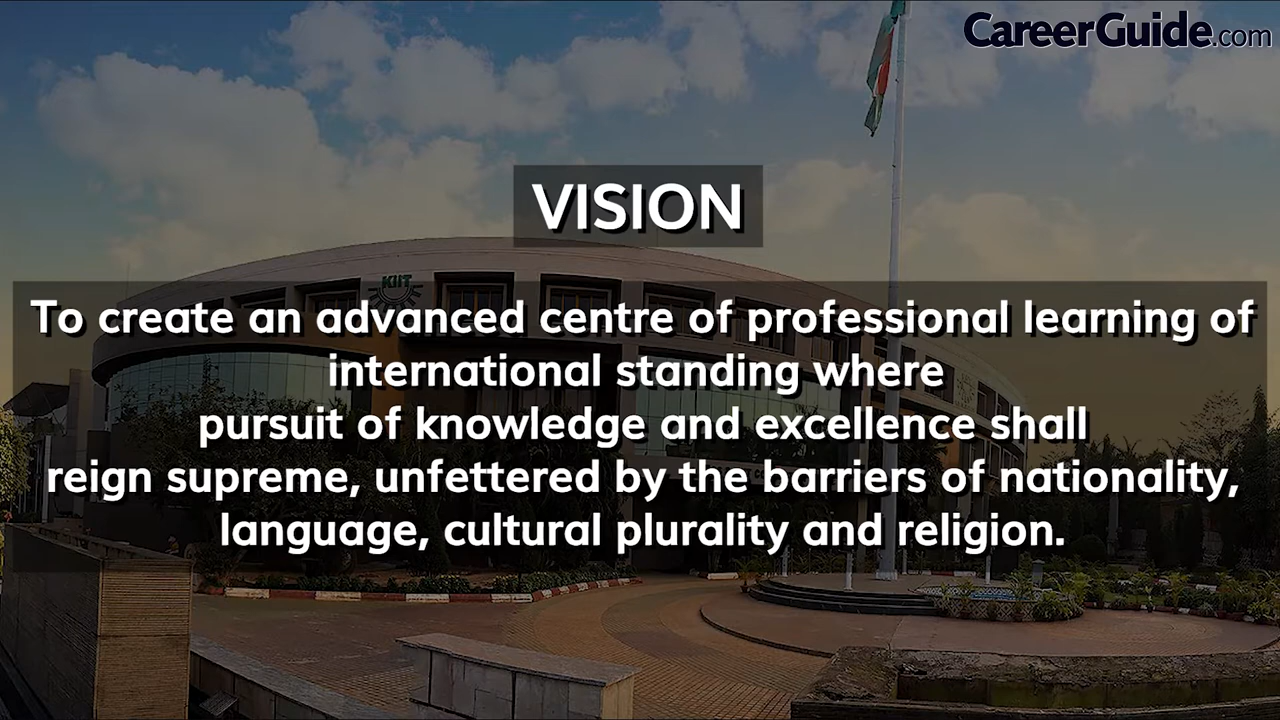 CareerGuide.com
VISION
KIIT
To create an advanced centre of professional learning of
international standing where
pursuit of knowledge and excellence shall
reign supreme, unfettered by the barriers of nationality,
language, cultural plurality and religion.